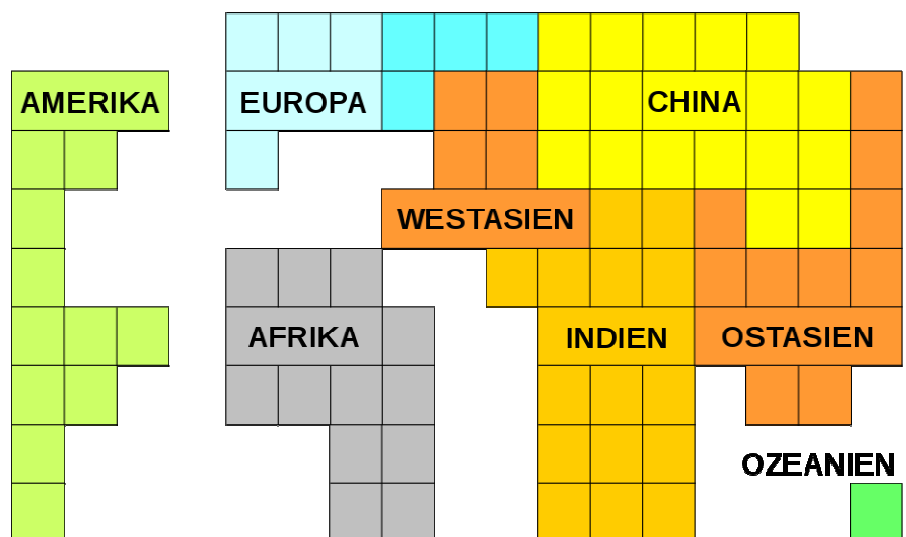 AMERIKA
EUROPA
CHINA
WESTASIEN
AFRIKA
INDIEN
OSTASIEN
OZEANIEN